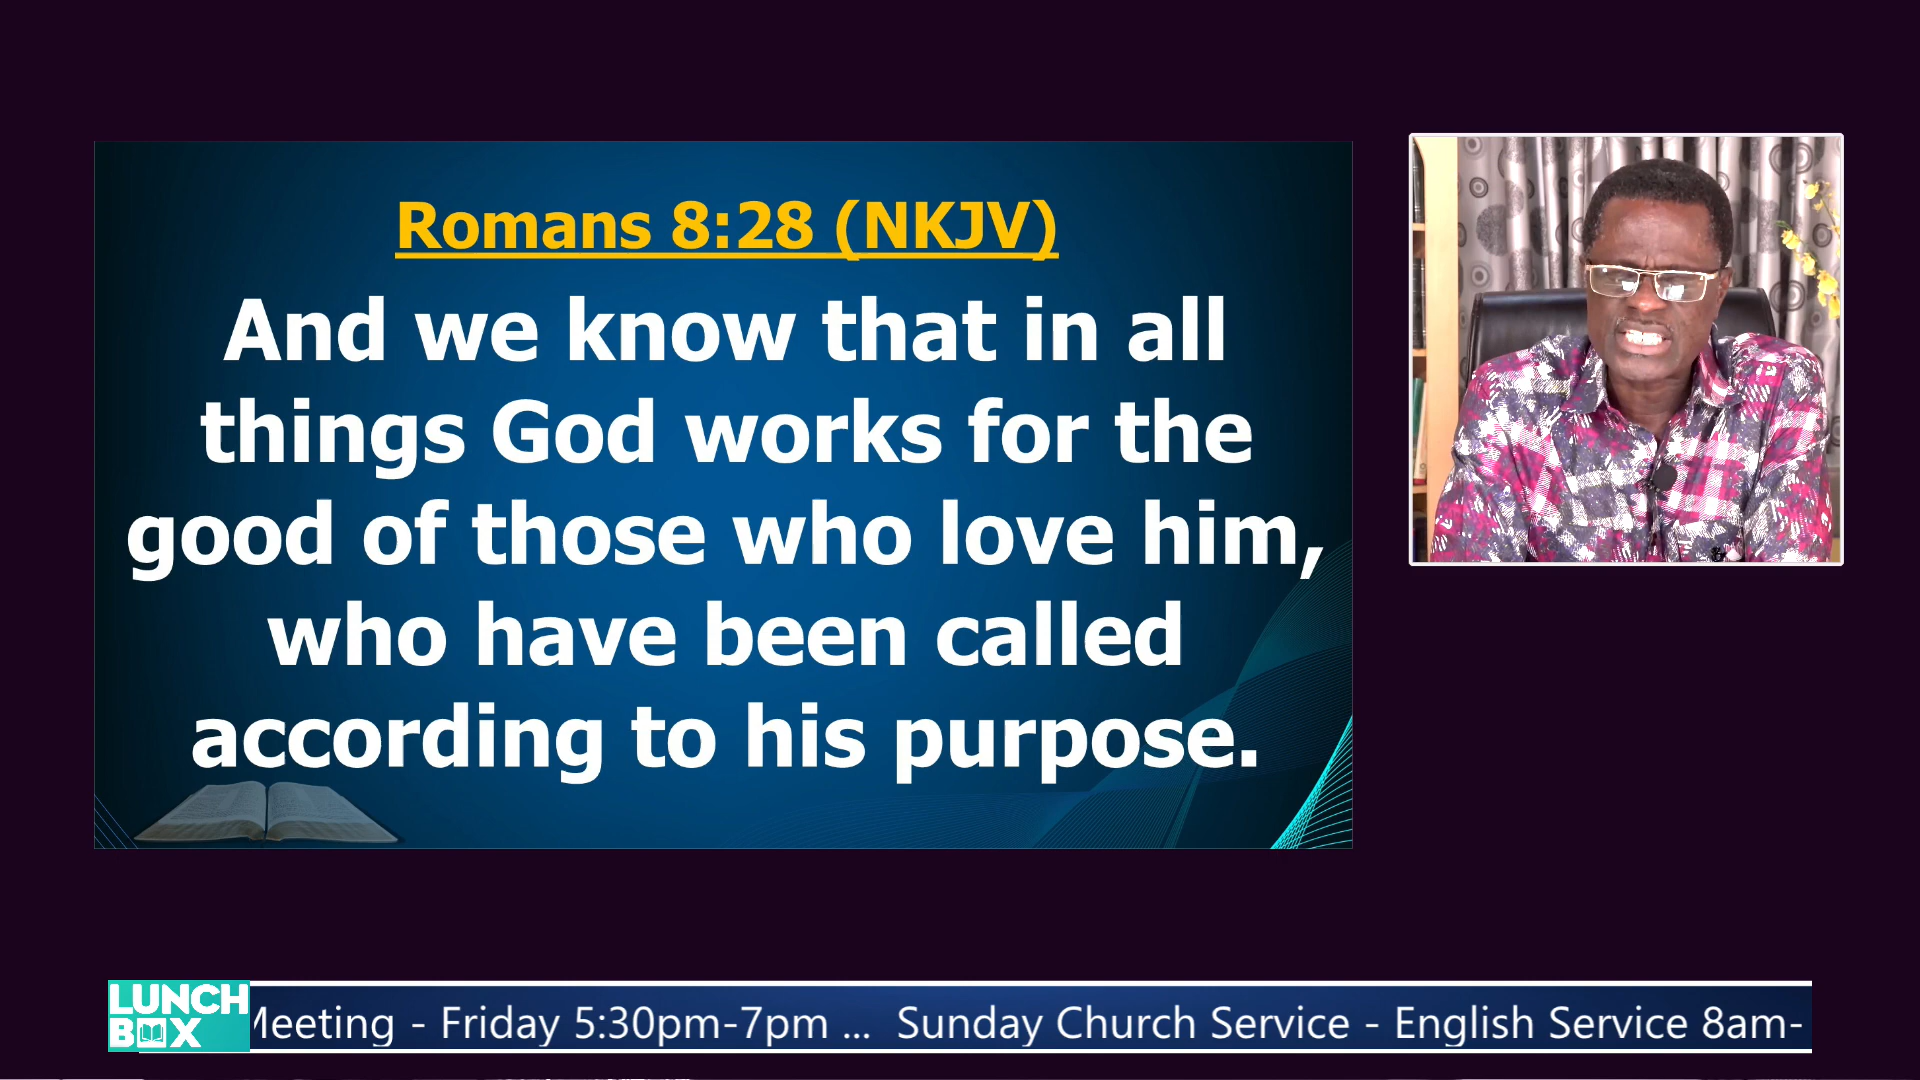 Romans 8:28 (NKJV)
And we know that in all
things God works for the
good of those who love him,
who have been called
according to his purpose.
LUNCH
BOX
Meeting - Friday 5:30pm-7pm ... Sunday Church Service - English Service 8am-